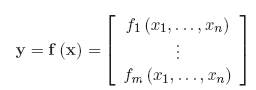 f₁ (x₁, . . . , xₙ)
y = f (x) = ⋮
fₘ (x₁, . . . , xₙ)